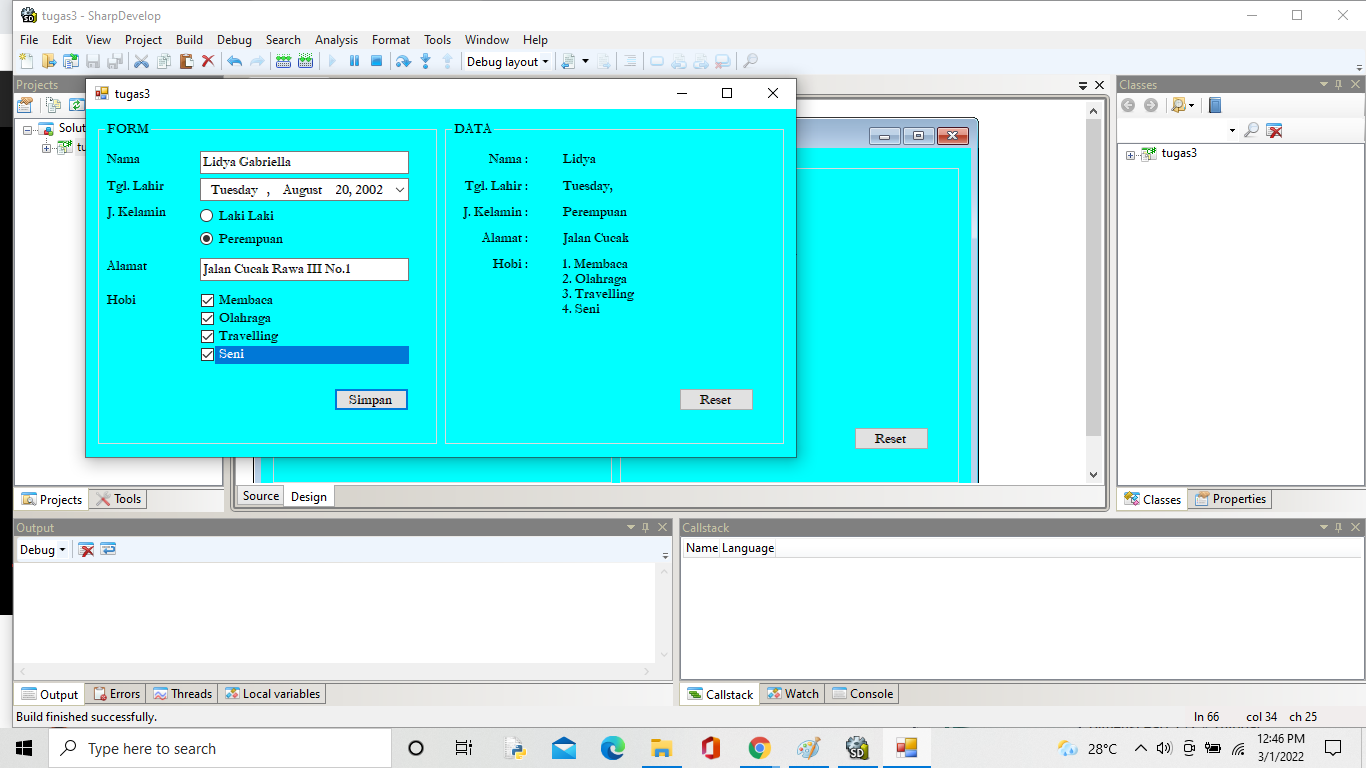 tugas3 - SharpDevelop
File Edit View Project Build Debug Search Analysis Format Tools Window Help
Debug layout
Projects
Solut
tu
tugas3
FORM
Nama
Lidya Gabriella
Tgl. Lahir
Tuesday , August 20, 2002
J. Kelamin
Laki Laki
Perempuan
Alamat
Jalan Cucak Rawa III No.1
Hobi
Membaca
Olahraga
Travelling
Seni
Simpan
DATA
Nama : Lidya
Tgl. Lahir : Tuesday,
J. Kelamin : Perempuan
Alamat : Jalan Cucak
Hobi : 1. Membaca
2. Olahraga
3. Travelling
4. Seni
Reset
Reset
Classes
tugas3
Projects Tools
Source Design
Classes Properties
Output
Debug
Callstack
Name Language
Output Errors Threads Local variables
Callstack Watch Console
Build finished successfully.
ln 66 col 34 ch 25
Type here to search
28°C
12:46 PM
3/1/2022